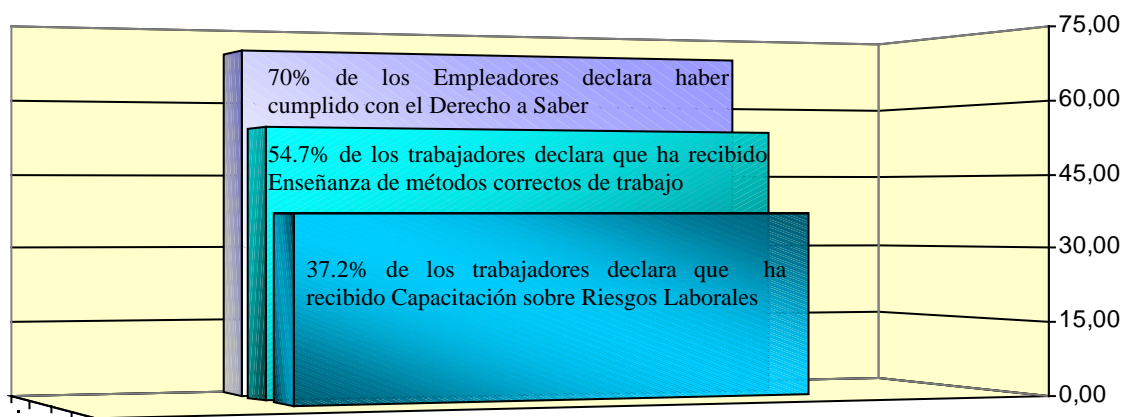 75,00
70% de los Empleadores declara haber
cumplido con el Derecho a Saber
60,00
54.7% de los trabajadores declara que ha recibido
Enseñanza de métodos correctos de trabajo
45,00
37.2% de los trabajadores declara que ha
recibido Capacitación sobre Riesgos Laborales
30,00
15,00
0,00